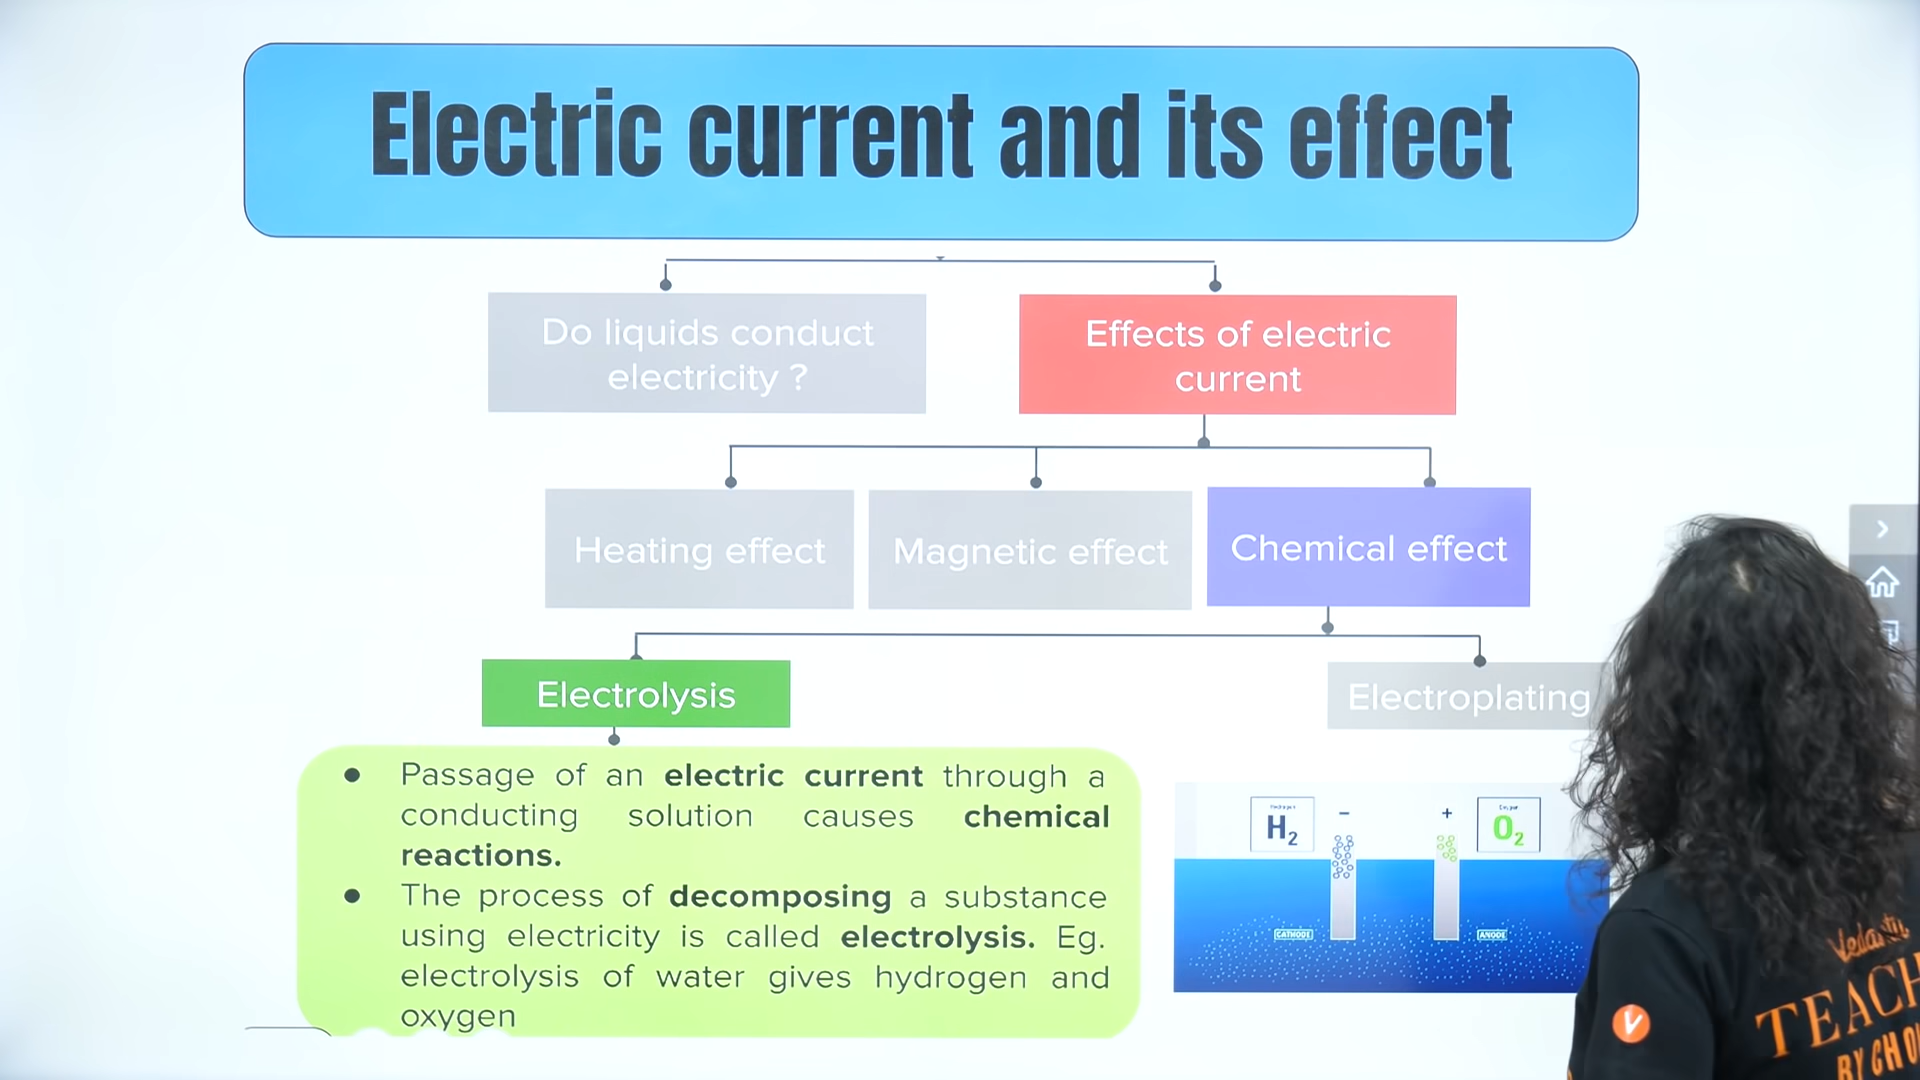 Electric current and its effect
Do liquids conduct
electricity ?
Effects of electric
current
Heating effect
Magnetic effect
Chemical effect
Electrolysis
Electroplating
• Passage of an electric current through a
conducting solution causes chemical
reactions.
• The process of decomposing a substance
using electricity is called electrolysis. Eg.
electrolysis of water gives hydrogen and
oxygen
H₂
−
+
O₂
CATHODE
ANODE
TEACH